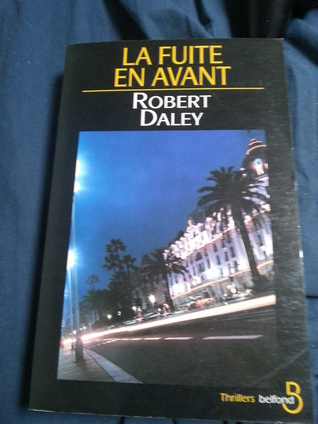 LA FUITE
EN AVANT
ROBERT
DALEY
Thrillers belfond B